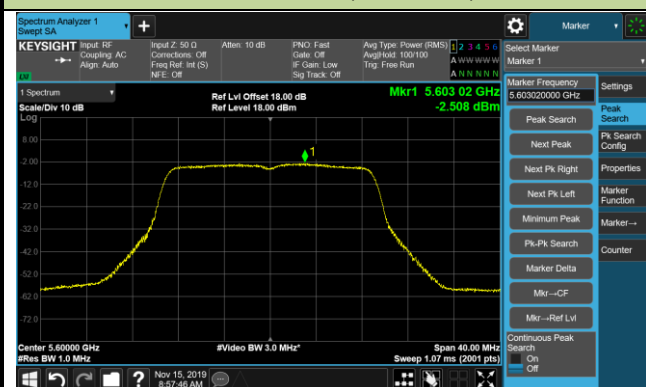 Spectrum Analyzer 1
Swept SA
Marker
KEYSIGHT
Input: RF
Coupling: AC
Align: Auto
Input Z: 50 Ω
Corrections: Off
Freq Ref: Int (S)
NFE: Off
Atten: 10 dB
PNO: Fast
Gate: Off
IF Gain: Low
Sig Track: Off
Avg Type: Power (RMS)
Avg|Hold: 100/100
Trig: Free Run
1 2 3 4 5 6
A W W W W W
A N N N N N
Select Marker
Marker 1
LXI
1 Spectrum
Scale/Div 10 dB
Log
Ref Lvl Offset 18.00 dB
Ref Level 18.00 dBm
Mkr1 5.603 02 GHz
-2.508 dBm
8.00
-2.00
-12.0
-22.0
-32.0
-42.0
-52.0
-62.0
-72.0
1
Center 5.60000 GHz
#Res BW 1.0 MHz
#Video BW 3.0 MHz*
Span 40.00 MHz
Sweep 1.07 ms (2001 pts)
Marker Frequency
5.603020000 GHz
Peak Search
Next Peak
Next Pk Right
Next Pk Left
Minimum Peak
Pk-Pk Search
Marker Delta
Mkr→CF
Mkr→Ref Lvl
Continuous Peak
Search
On
Off
Settings
Peak
Search
Pk Search
Config
Properties
Marker
Function
Marker→
Counter
Nov 15, 2019
8:57:46 AM